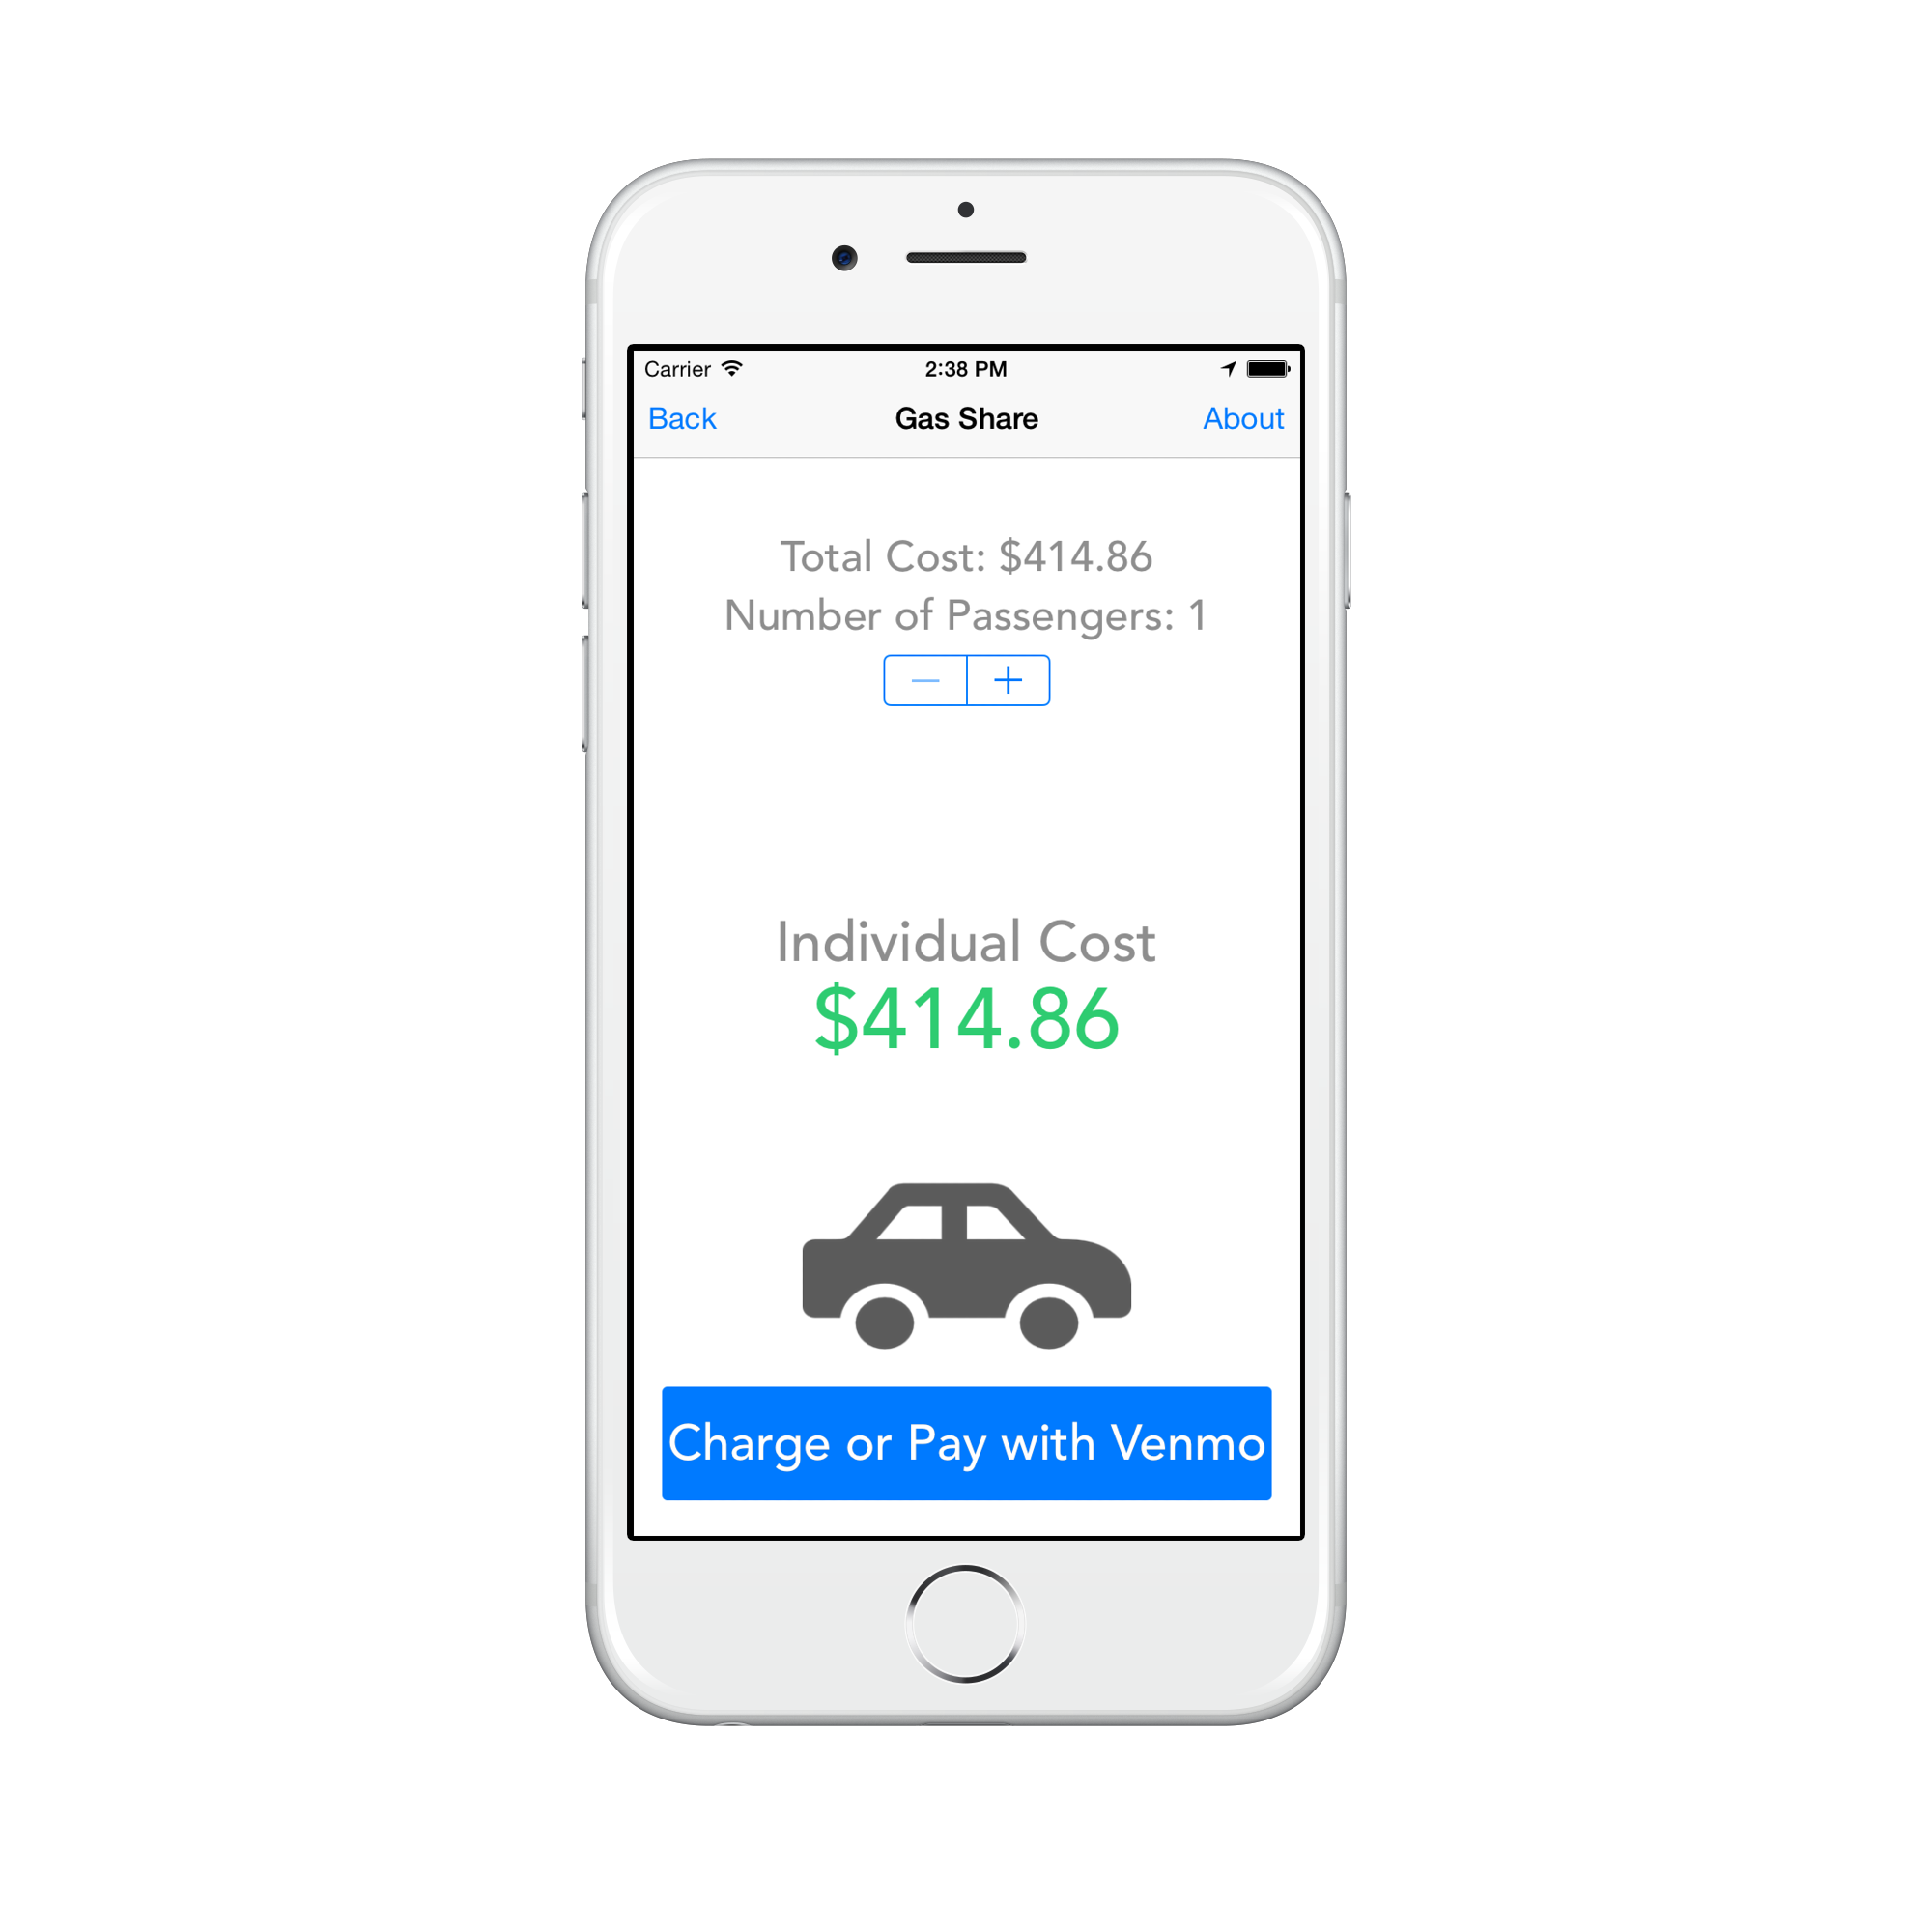 Carrier 2:38 PM
Back Gas Share About
Total Cost: $414.86
Number of Passengers: 1
Individual Cost
$414.86
Charge or Pay with Venmo